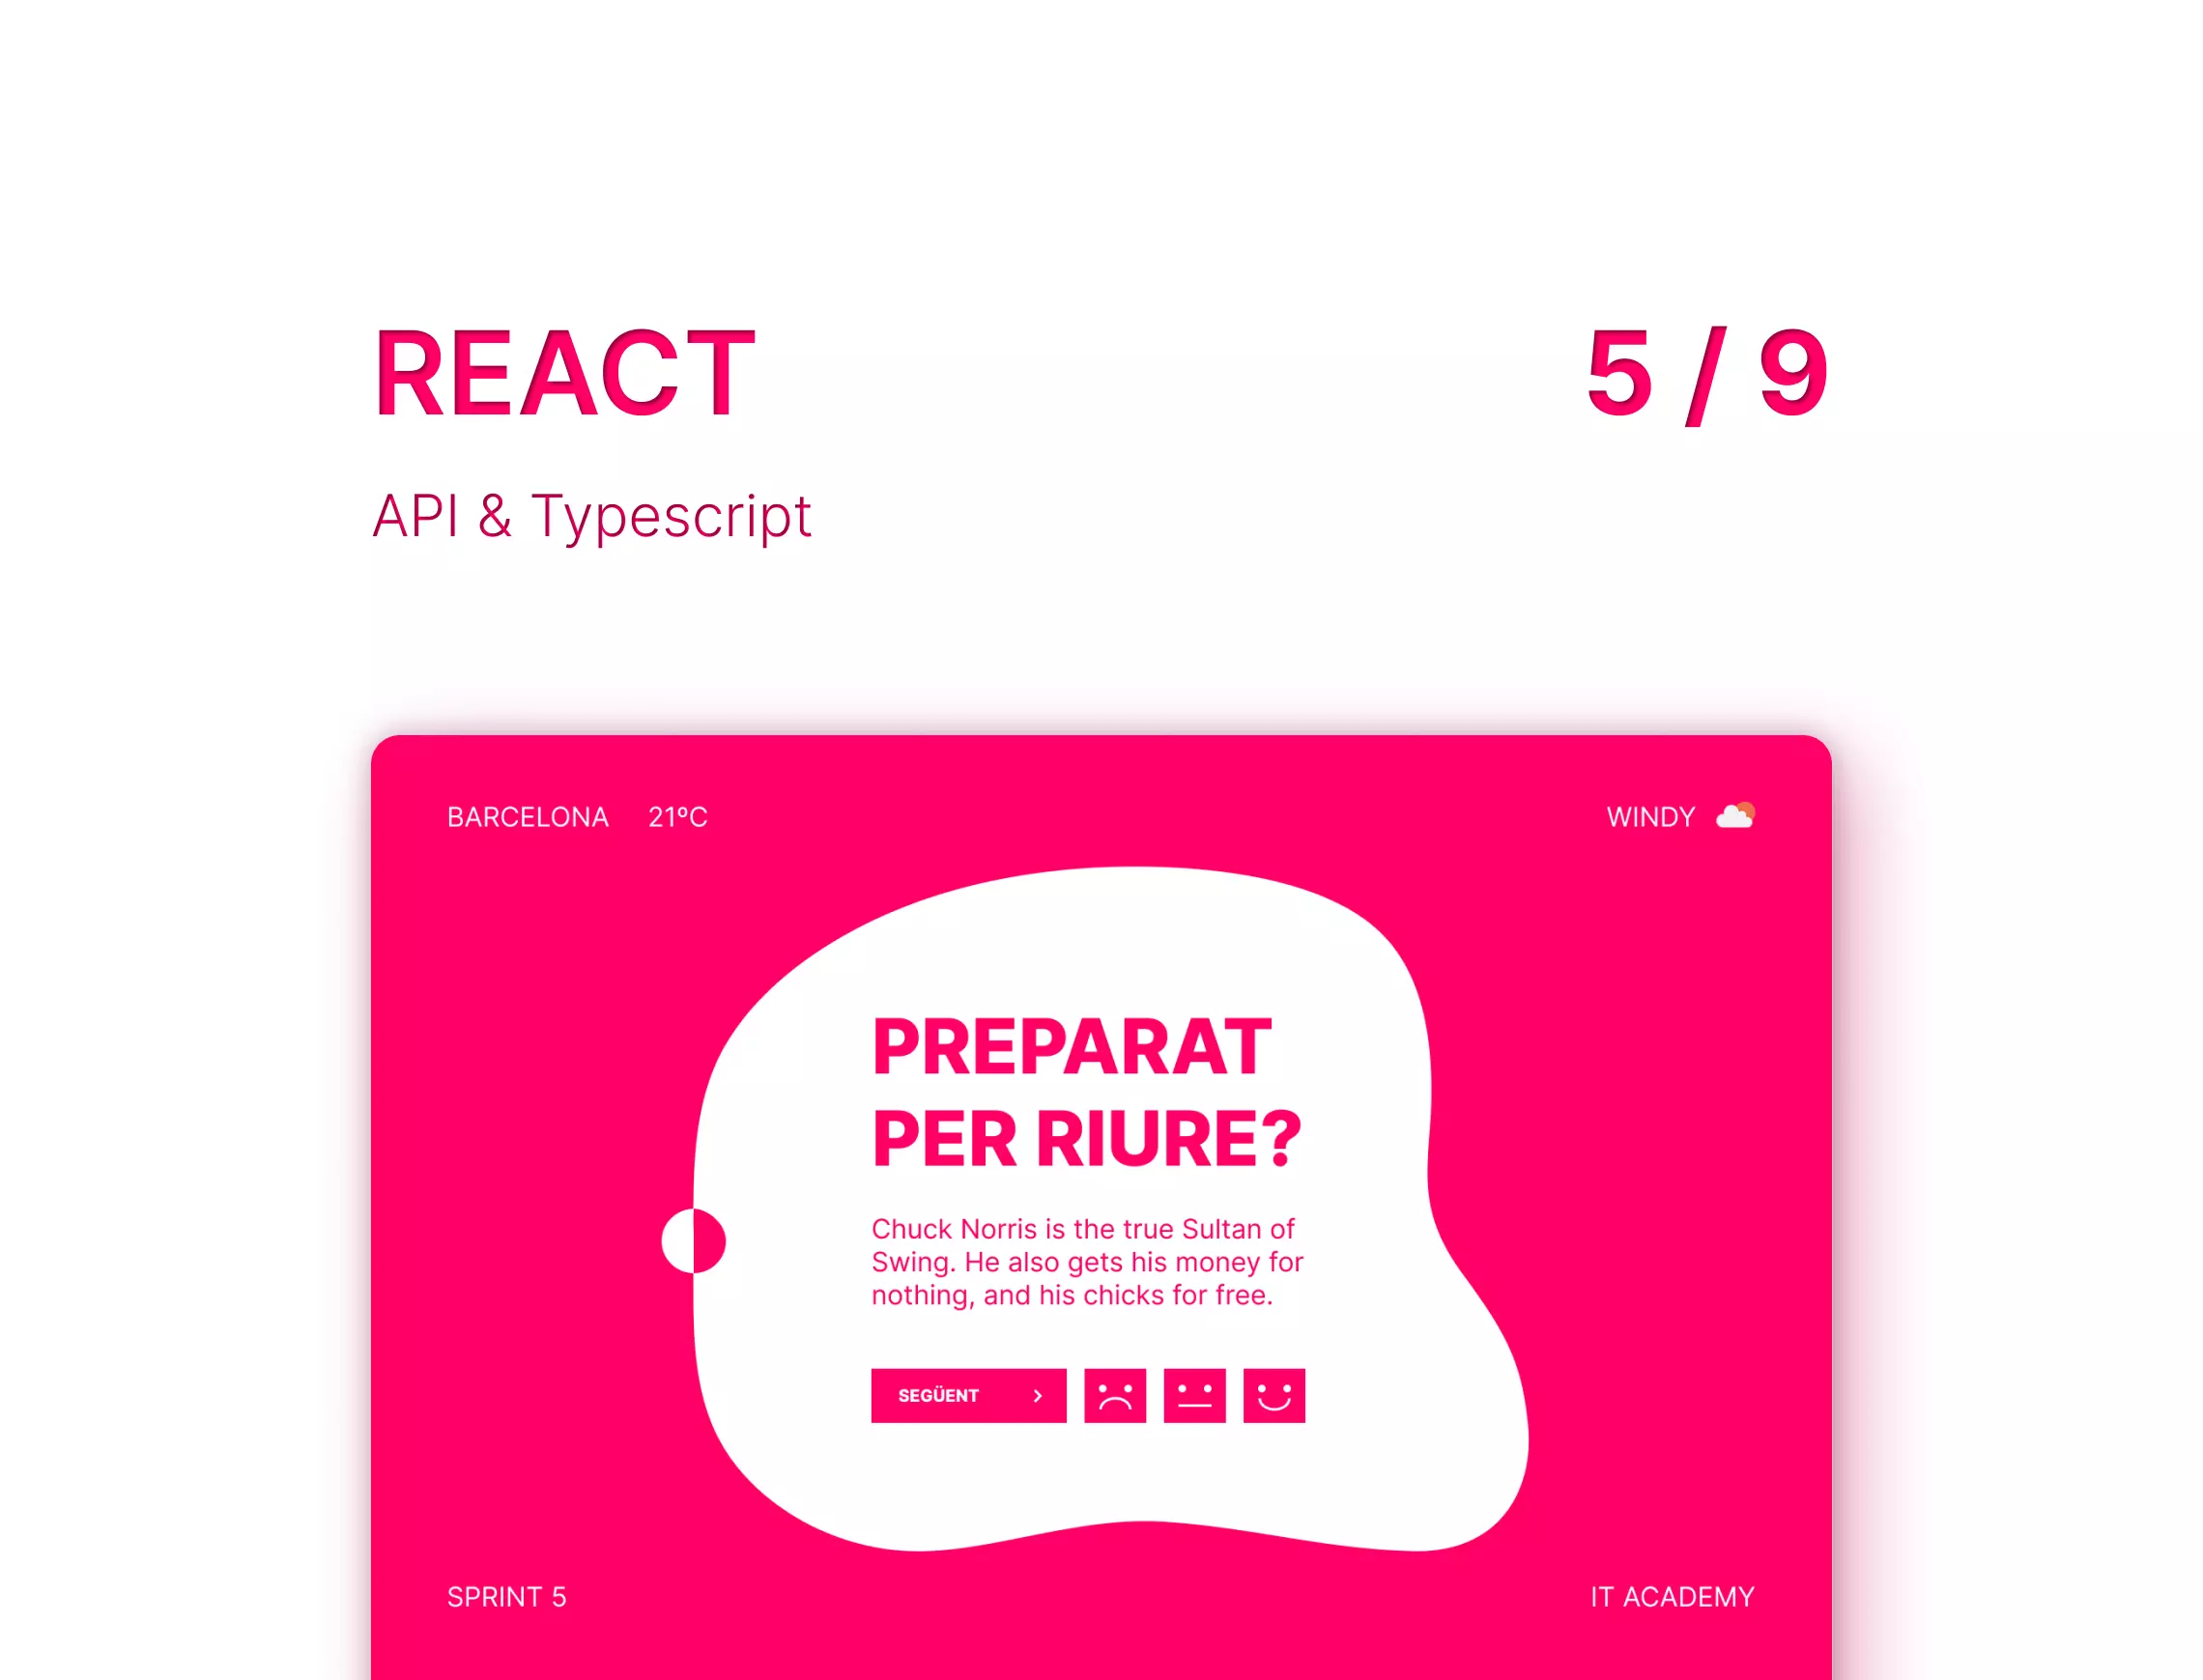 REACT
5 / 9
API & Typescript
BARCELONA 21ºC
WINDY
PREPARAT
PER RIURE?
Chuck Norris is the true Sultan of
Swing. He also gets his money for
nothing, and his chicks for free.
SEGÜENT
SPRINT 5
IT ACADEMY